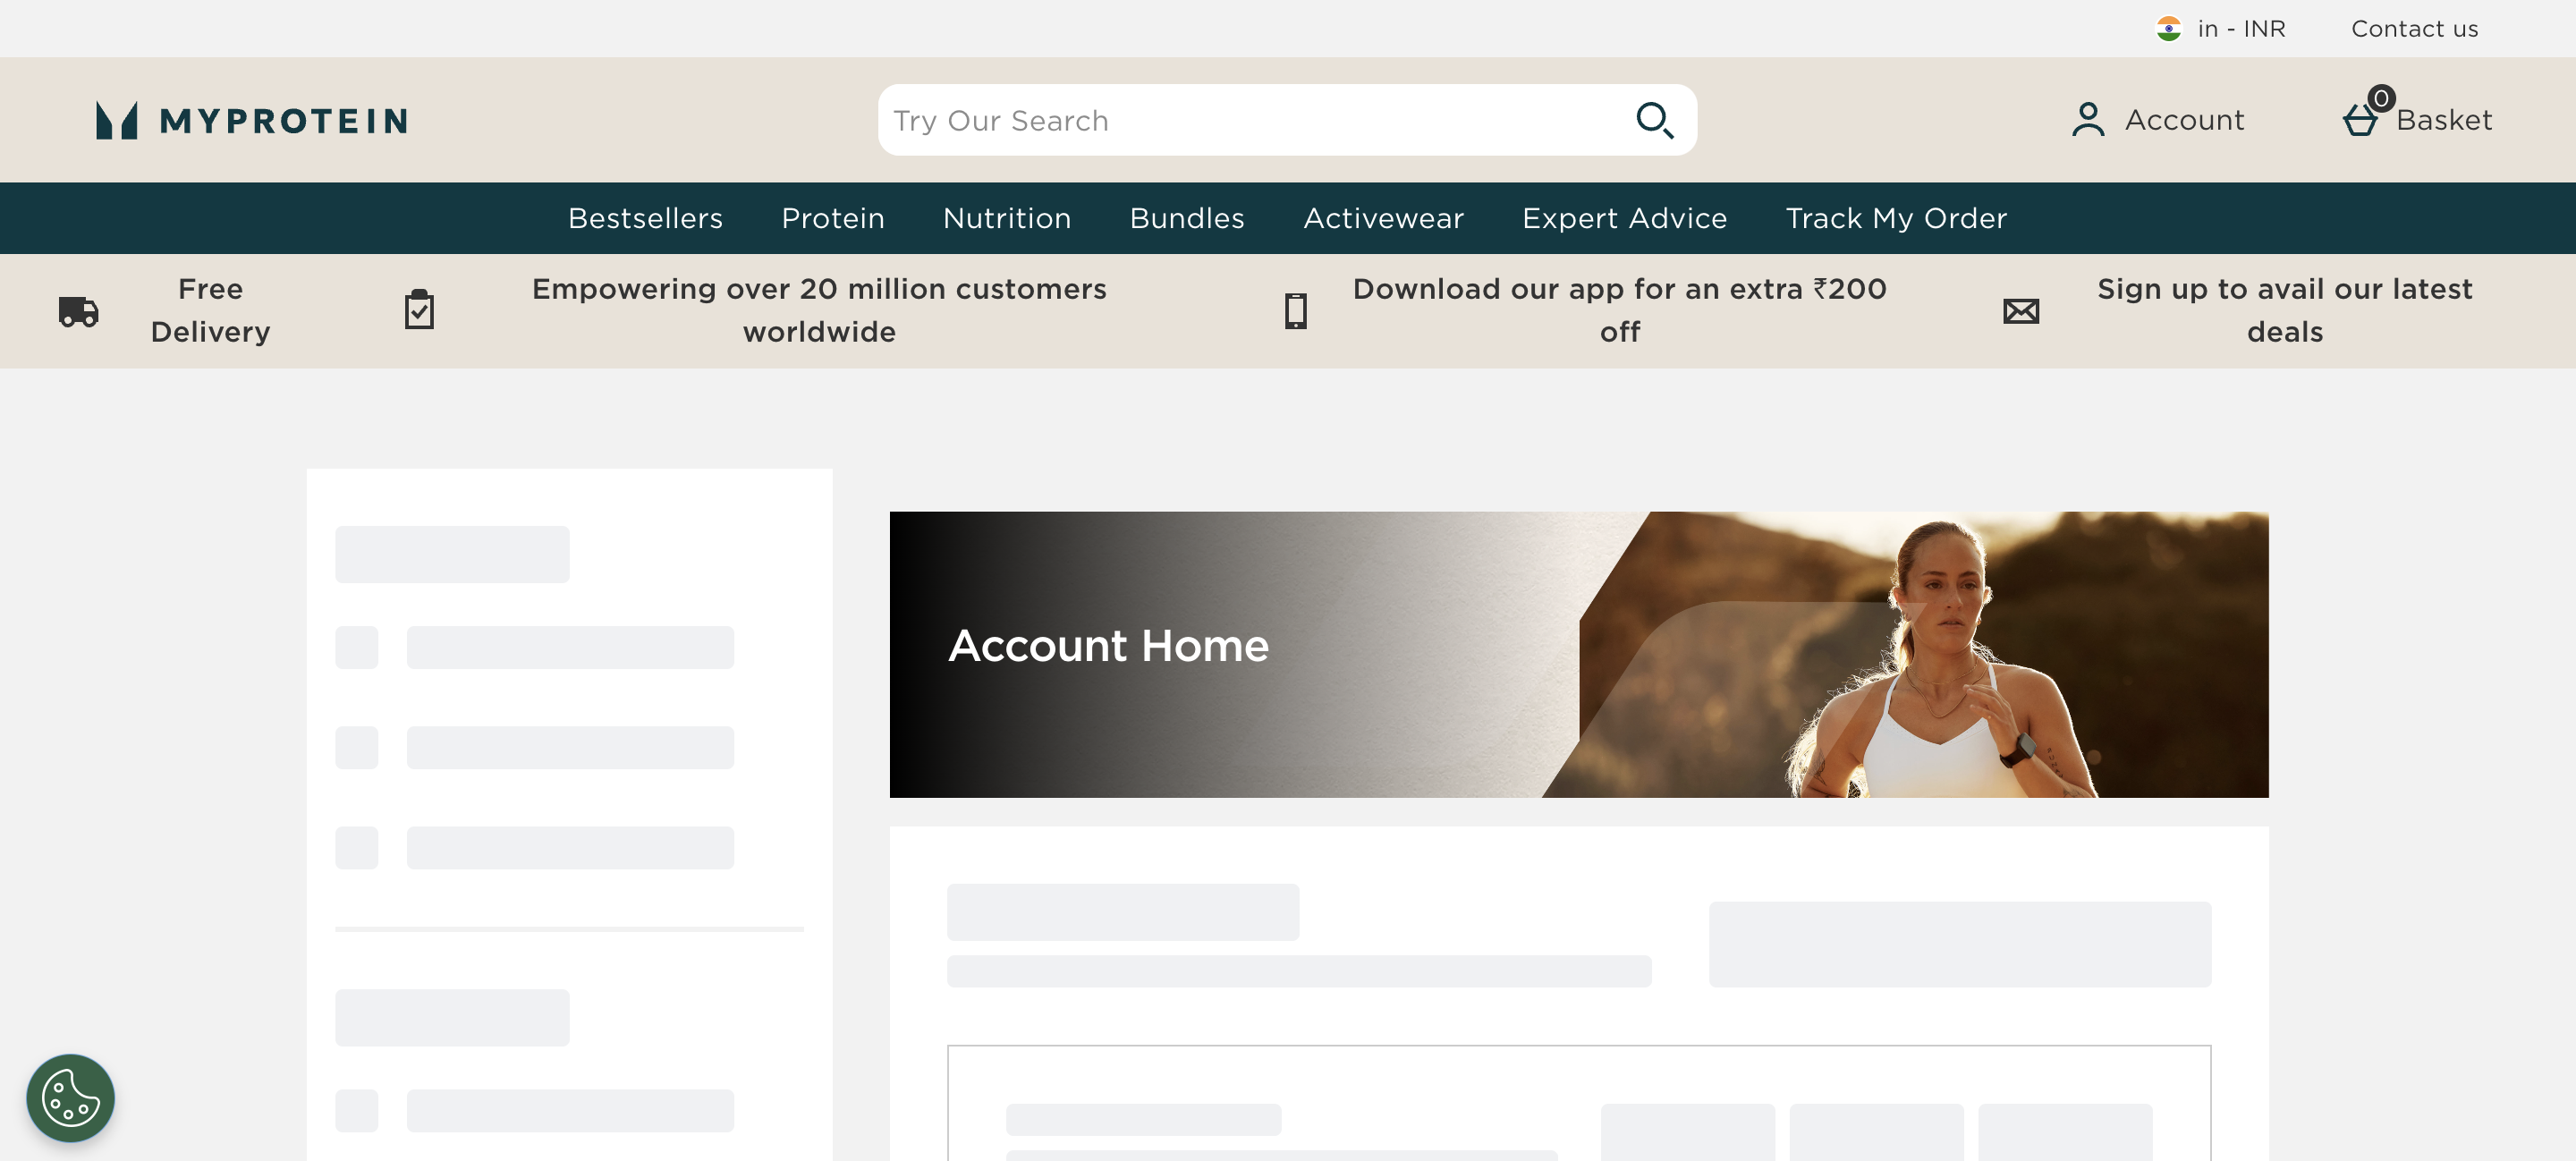 in - INR
Contact us
MYPROTEIN
Try Our Search
Account
0
Basket
Bestsellers
Protein
Nutrition
Bundles
Activewear
Expert Advice
Track My Order
Free
Delivery
Empowering over 20 million customers
worldwide
Download our app for an extra ₹200
off
Sign up to avail our latest
deals
Account Home